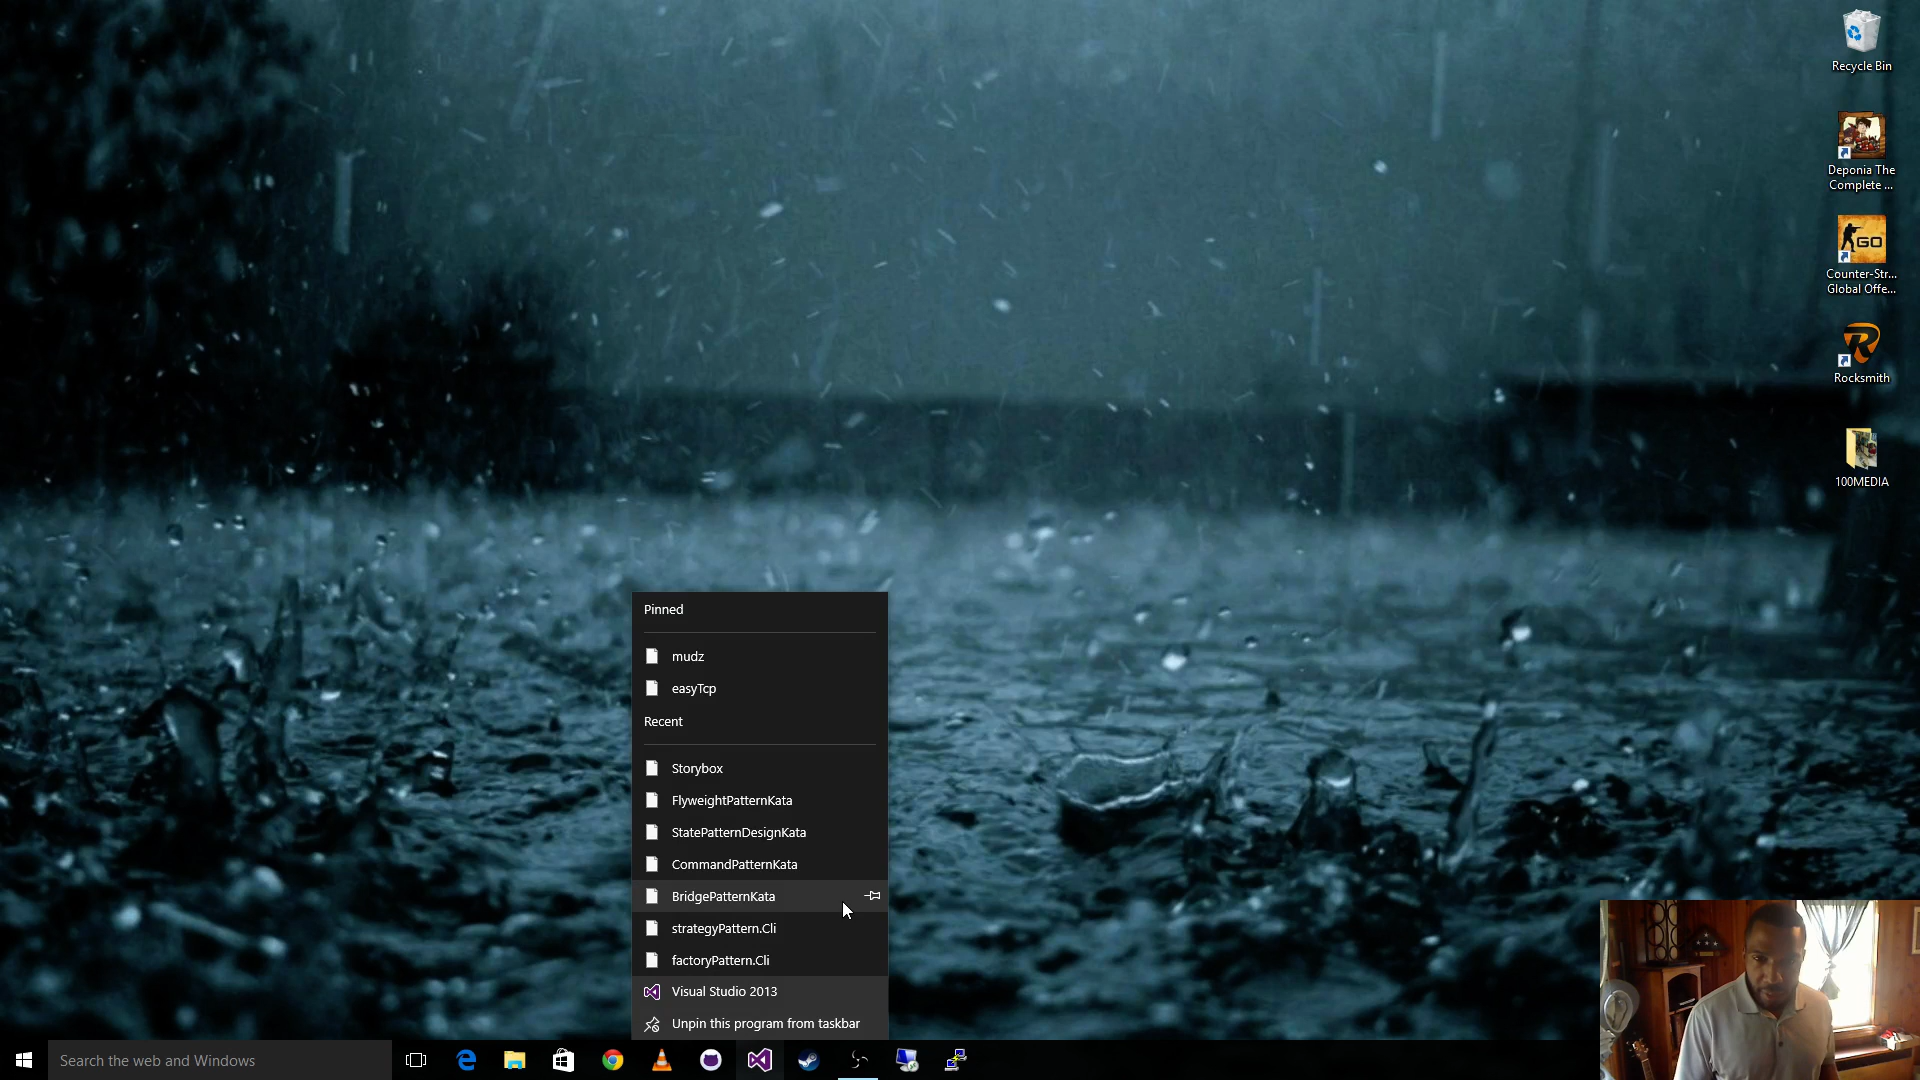 Recycle Bin
Deponia The
Complete ...
GO
Counter-Str...
Global Offe...
Rocksmith
100MEDIA
Pinned
mudz
easyTcp
Recent
Storybox
FlyweightPatternKata
StatePatternDesignKata
CommandPatternKata
BridgePatternKata
strategyPattern.Cli
factoryPattern.Cli
Visual Studio 2013
Unpin this program from taskbar
Search the web and Windows